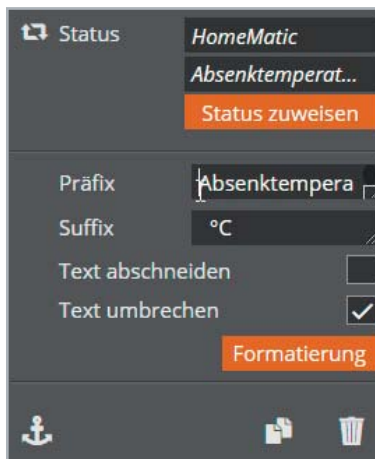 Status HomeMatic
Absenktemperat...
Status zuweisen
Präfix Absenktempera
Suffix °C
Text abschneiden
Text umbrechen
Formatierung